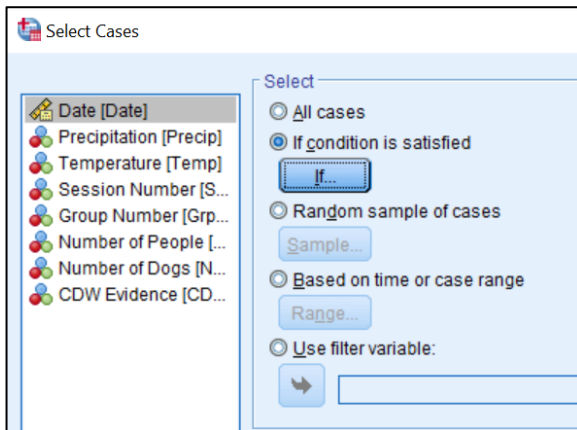 Select Cases
Date [Date]
Precipitation [Precip]
Temperature [Temp]
Session Number [S...
Group Number [Grp...
Number of People [...
Number of Dogs [N...
CDW Evidence [CD...
Select
All cases
If condition is satisfied
If...
Random sample of cases
Sample...
Based on time or case range
Range...
Use filter variable: